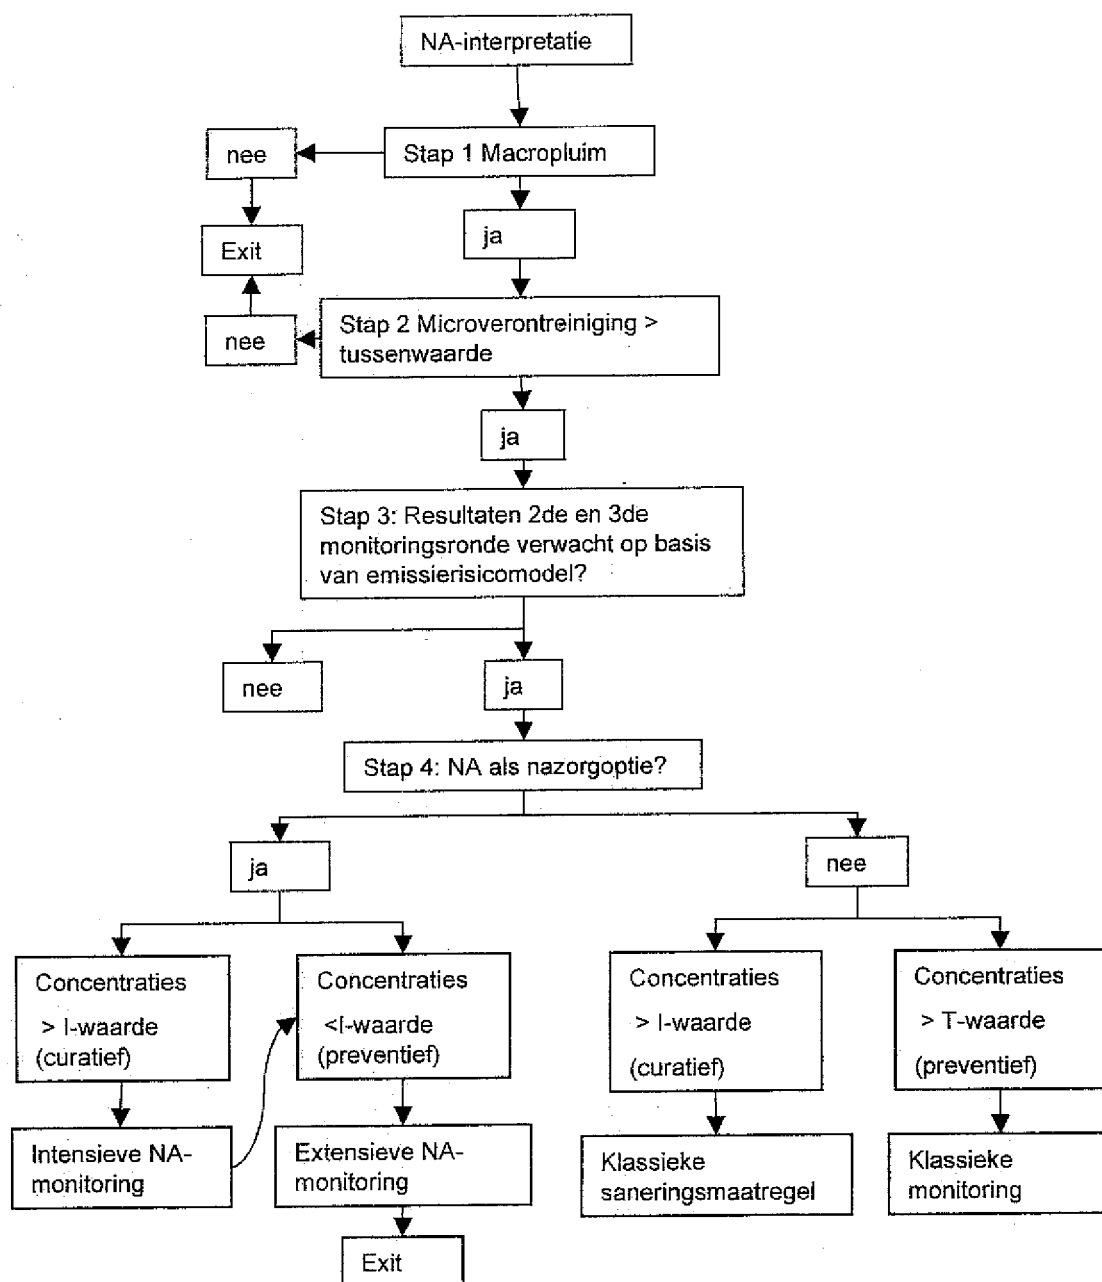 NA-interpretatie
Stap 1 Macropluim
nee
ja
Exit
Stap 2 Microverontreiniging >
tussenwaarde
nee
ja
Stap 3: Resultaten 2de en 3de
monitoringsronde verwacht op basis
van emissierisicomodel?
nee
ja
Stap 4: NA als nazorgoptie?
ja
nee
Concentraties
> I-waarde
(curatief)
Concentraties
<I-waarde
(preventief)
Concentraties
> I-waarde
(curatief)
Concentraties
> T-waarde
(preventief)
Intensieve NA-
monitoring
Extensieve NA-
monitoring
Klassieke
saneringsmaatregel
Klassieke
monitoring
Exit